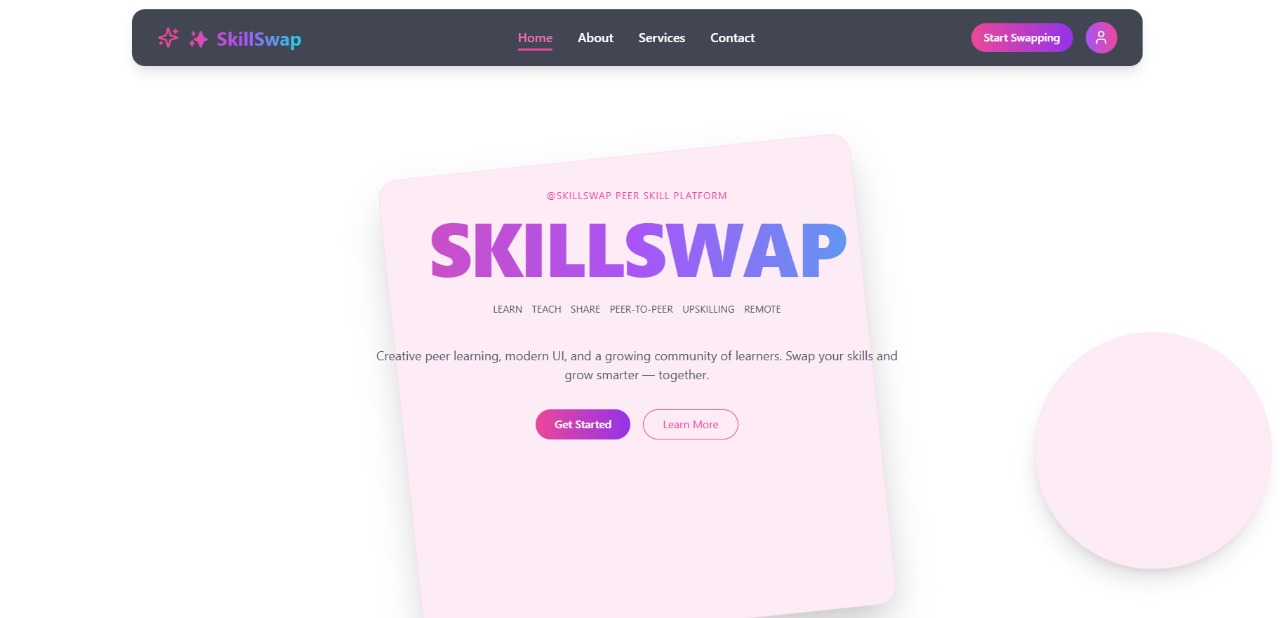 SkillSwap
Home About Services Contact
Start Swapping
@SKILLSWAP PEER SKILL PLATFORM
SKILLSWAP
LEARN TEACH SHARE PEER-TO-PEER UPSKILLING REMOTE
Creative peer learning, modern UI, and a growing community of learners. Swap your skills and
grow smarter — together.
Get Started Learn More